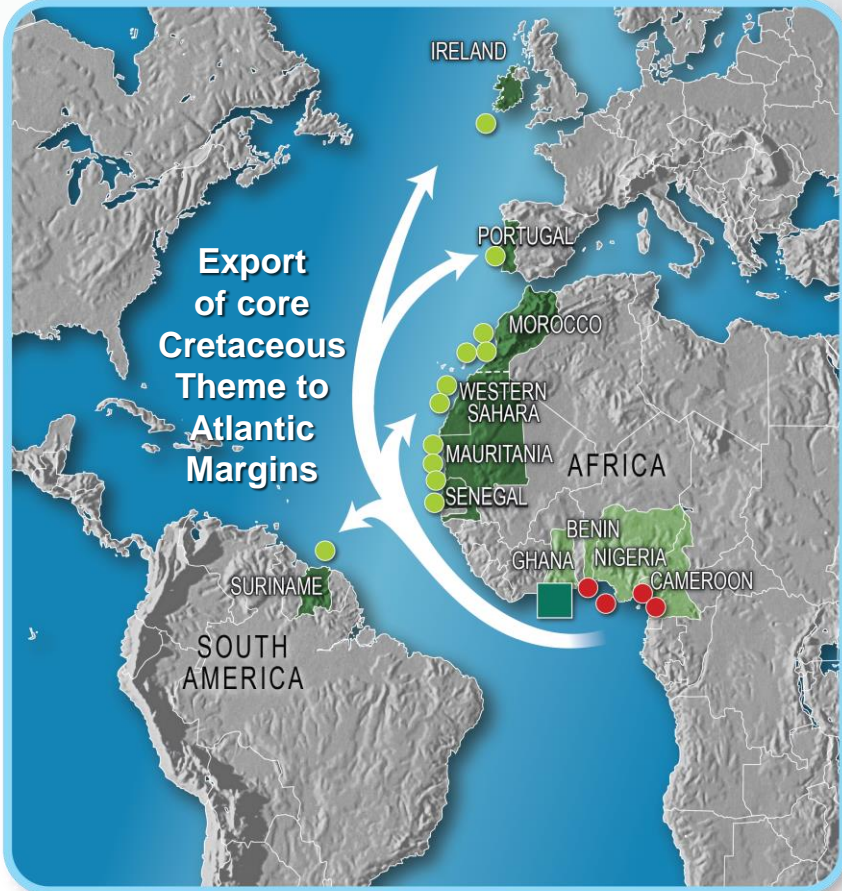 IRELAND
PORTUGAL
Export
of core
Cretaceous
Theme to
Atlantic
Margins
MOROCCO
WESTERN
SAHARA
MAURITANIA
AFRICA
SENEGAL
BENIN
GHANA
NIGERIA
CAMEROON
SURINAME
SOUTH
AMERICA